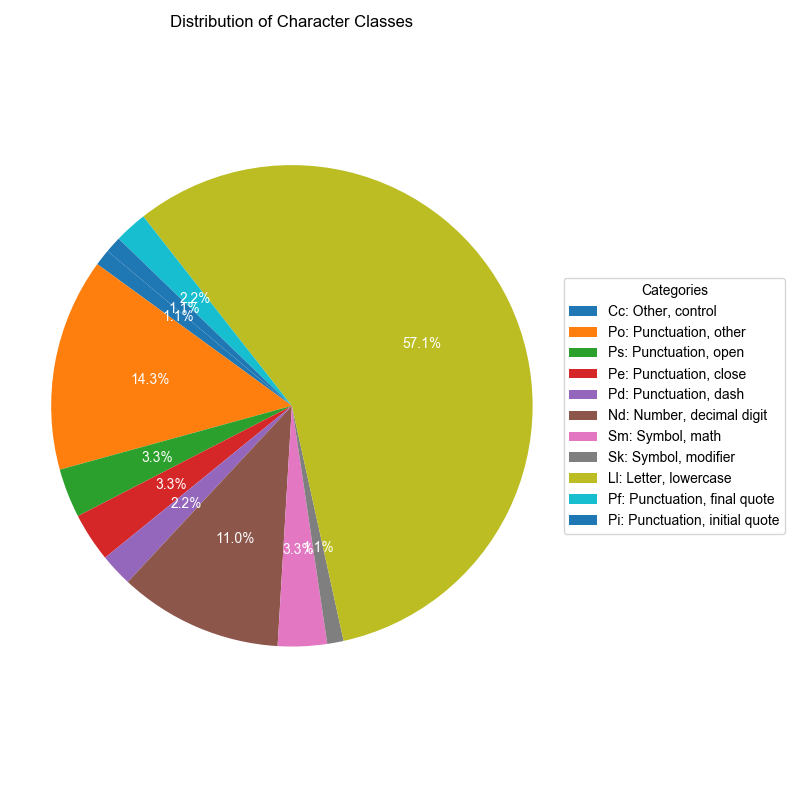 Distribution of Character Classes
57.1%
2.2%
1.1%
1.1%
14.3%
3.3%
3.3%
2.2%
11.0%
3.3%
1.1%
Categories
Cc: Other, control
Po: Punctuation, other
Ps: Punctuation, open
Pe: Punctuation, close
Pd: Punctuation, dash
Nd: Number, decimal digit
Sm: Symbol, math
Sk: Symbol, modifier
Ll: Letter, lowercase
Pf: Punctuation, final quote
Pi: Punctuation, initial quote